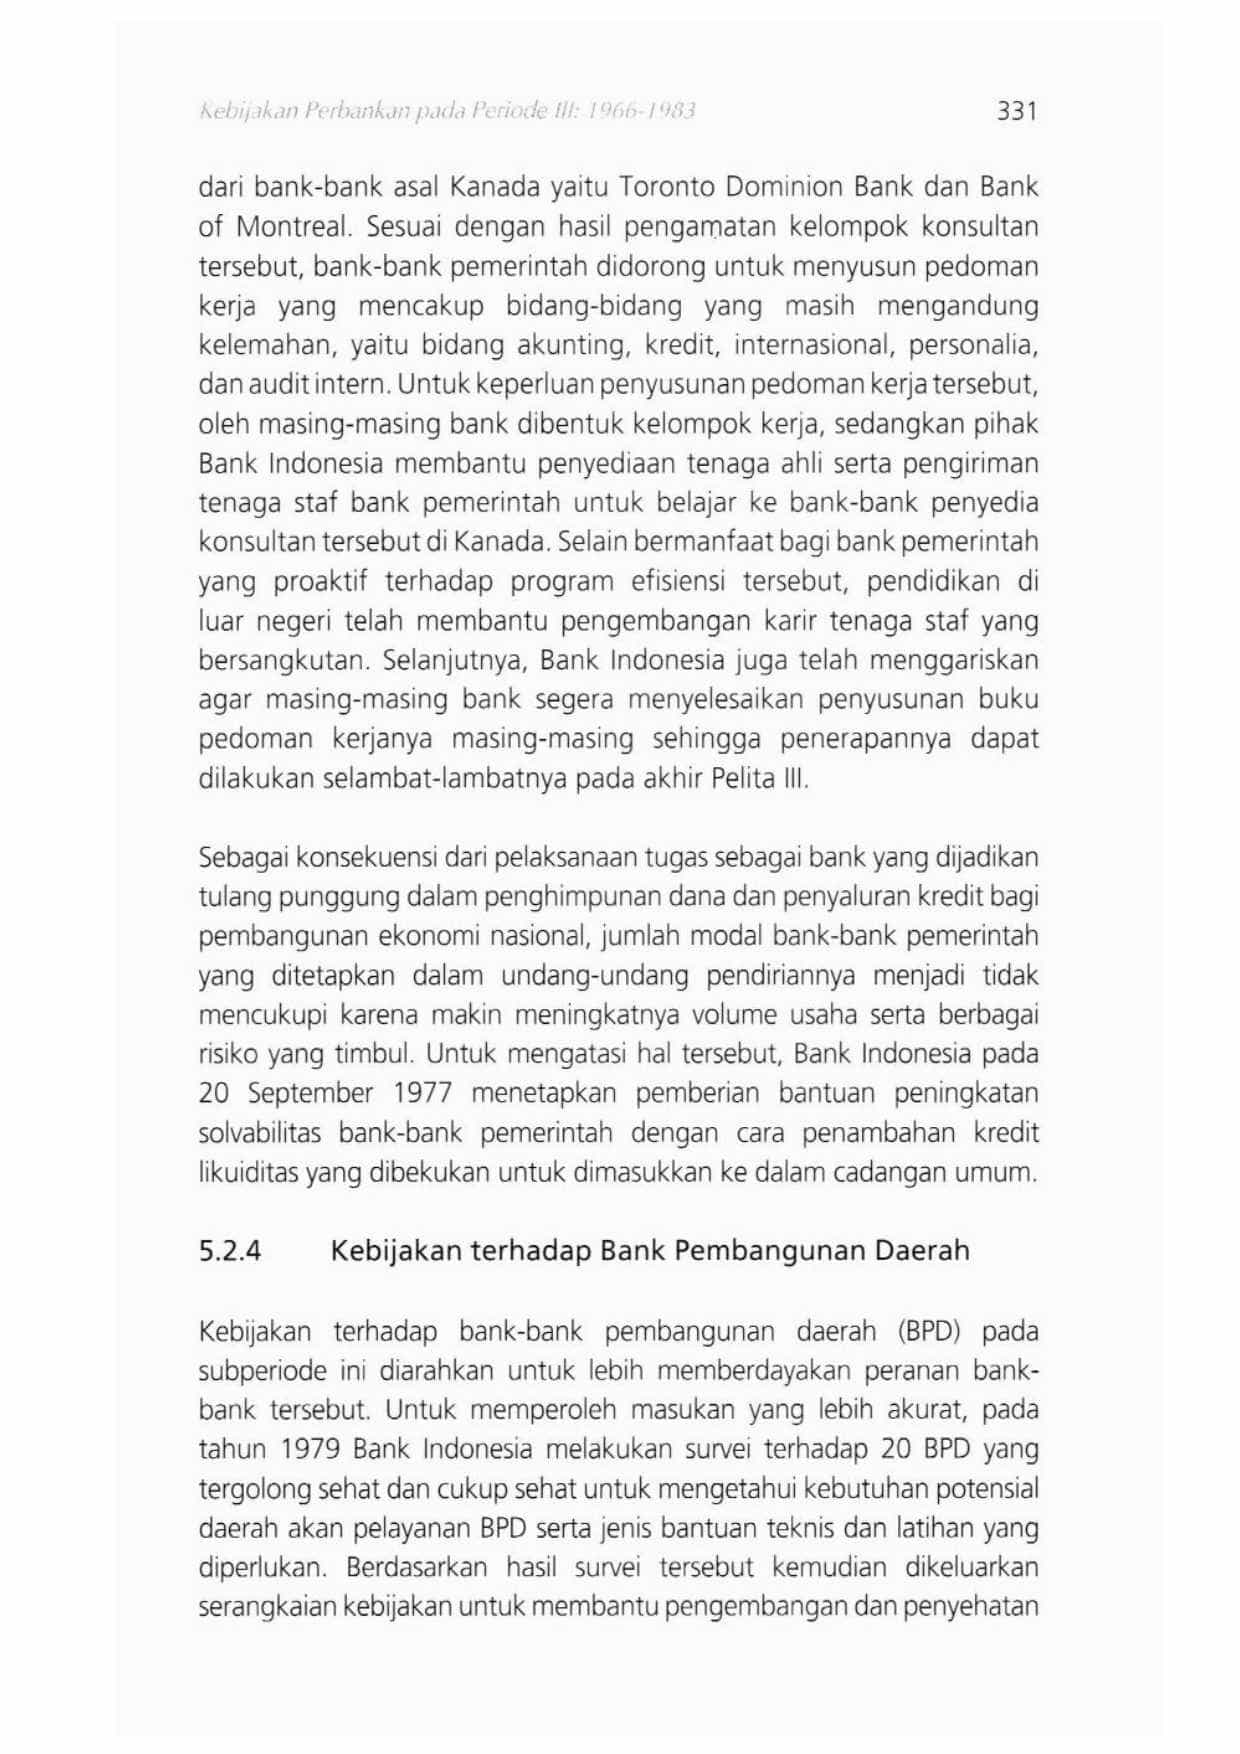 Kebijakan Perbankan pada Periode III: 1966-1983 331
dari bank-bank asal Kanada yaitu Toronto Dominion Bank dan Bank
of Montreal. Sesuai dengan hasil pengamatan kelompok konsultan
tersebut, bank-bank pemerintah didorong untuk menyusun pedoman
kerja yang mencakup bidang-bidang yang masih mengandung
kelemahan, yaitu bidang akunting, kredit, internasional, personalia,
dan audit intern. Untuk keperluan penyusunan pedoman kerja tersebut,
oleh masing-masing bank dibentuk kelompok kerja, sedangkan pihak
Bank Indonesia membantu penyediaan tenaga ahli serta pengiriman
tenaga staf bank pemerintah untuk belajar ke bank-bank penyedia
konsultan tersebut di Kanada. Selain bermanfaat bagi bank pemerintah
yang proaktif terhadap program efisiensi tersebut, pendidikan di
luar negeri telah membantu pengembangan karir tenaga staf yang
bersangkutan. Selanjutnya, Bank Indonesia juga telah menggariskan
agar masing-masing bank segera menyelesaikan penyusunan buku
pedoman kerjanya masing-masing sehingga penerapannya dapat
dilakukan selambat-lambatnya pada akhir Pelita III.
Sebagai konsekuensi dari pelaksanaan tugas sebagai bank yang dijadikan
tulang punggung dalam penghimpunan dana dan penyaluran kredit bagi
pembangunan ekonomi nasional, jumlah modal bank-bank pemerintah
yang ditetapkan dalam undang-undang pendiriannya menjadi tidak
mencukupi karena makin meningkatnya volume usaha serta berbagai
risiko yang timbul. Untuk mengatasi hal tersebut, Bank Indonesia pada
20 September 1977 menetapkan pemberian bantuan peningkatan
solvabilitas bank-bank pemerintah dengan cara penambahan kredit
likuiditas yang dibekukan untuk dimasukkan ke dalam cadangan umum.
5.2.4 Kebijakan terhadap Bank Pembangunan Daerah
Kebijakan terhadap bank-bank pembangunan daerah (BPD) pada
subperiode ini diarahkan untuk lebih memberdayakan peranan bank-
bank tersebut. Untuk memperoleh masukan yang lebih akurat, pada
tahun 1979 Bank Indonesia melakukan survei terhadap 20 BPD yang
tergolong sehat dan cukup sehat untuk mengetahui kebutuhan potensial
daerah akan pelayanan BPD serta jenis bantuan teknis dan latihan yang
diperlukan. Berdasarkan hasil survei tersebut kemudian dikeluarkan
serangkaian kebijakan untuk membantu pengembangan dan penyehatan